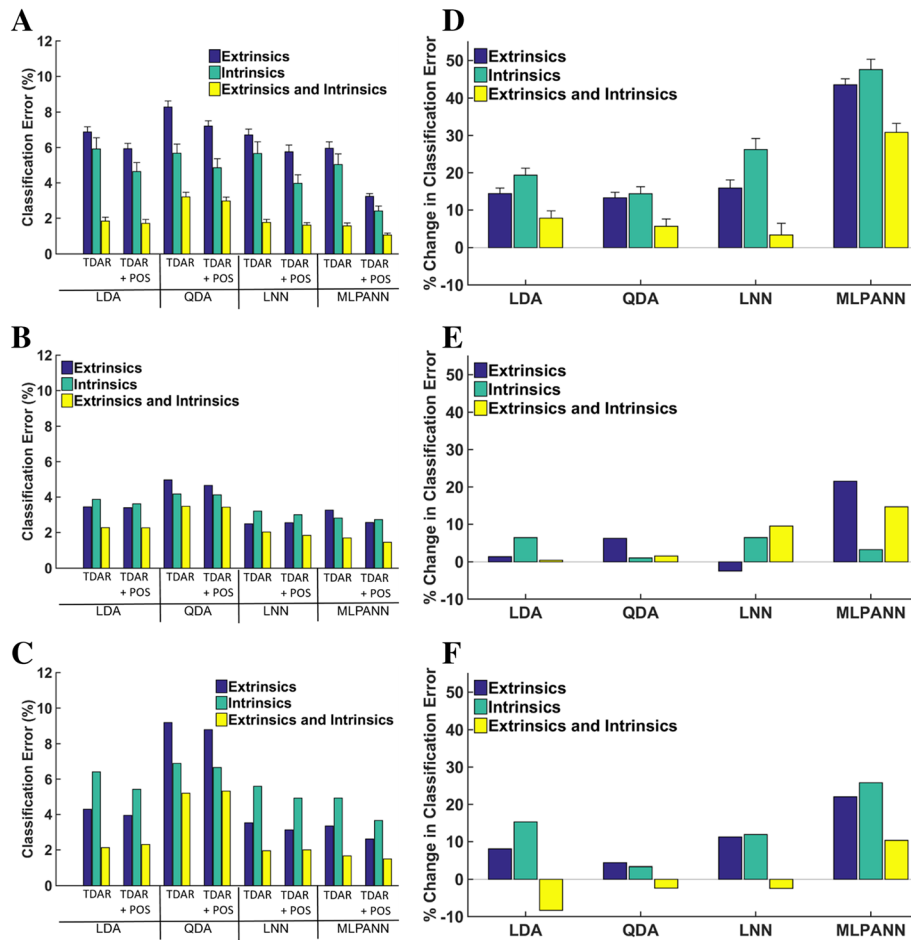 A
12
10
8
6
4
2
0
Classification Error (%)
Extrinsics
Intrinsics
Extrinsics and Intrinsics
TDAR TDAR TDAR TDAR TDAR TDAR TDAR TDAR
+ POS + POS + POS + POS
LDA QDA LNN MLPANN
D
50
40
30
20
10
0
-10
% Change in Classification Error
Extrinsics
Intrinsics
Extrinsics and Intrinsics
LDA QDA LNN MLPANN
B
12
10
8
6
4
2
0
Classification Error (%)
Extrinsics
Intrinsics
Extrinsics and Intrinsics
TDAR TDAR TDAR TDAR TDAR TDAR TDAR TDAR
+ POS + POS + POS + POS
LDA QDA LNN MLPANN
E
50
40
30
20
10
0
-10
% Change in Classification Error
Extrinsics
Intrinsics
Extrinsics and Intrinsics
LDA QDA LNN MLPANN
C
12
10
8
6
4
2
0
Classification Error (%)
Extrinsics
Intrinsics
Extrinsics and Intrinsics
TDAR TDAR TDAR TDAR TDAR TDAR TDAR TDAR
+ POS + POS + POS + POS
LDA QDA LNN MLPANN
F
50
40
30
20
10
0
-10
% Change in Classification Error
Extrinsics
Intrinsics
Extrinsics and Intrinsics
LDA QDA LNN MLPANN